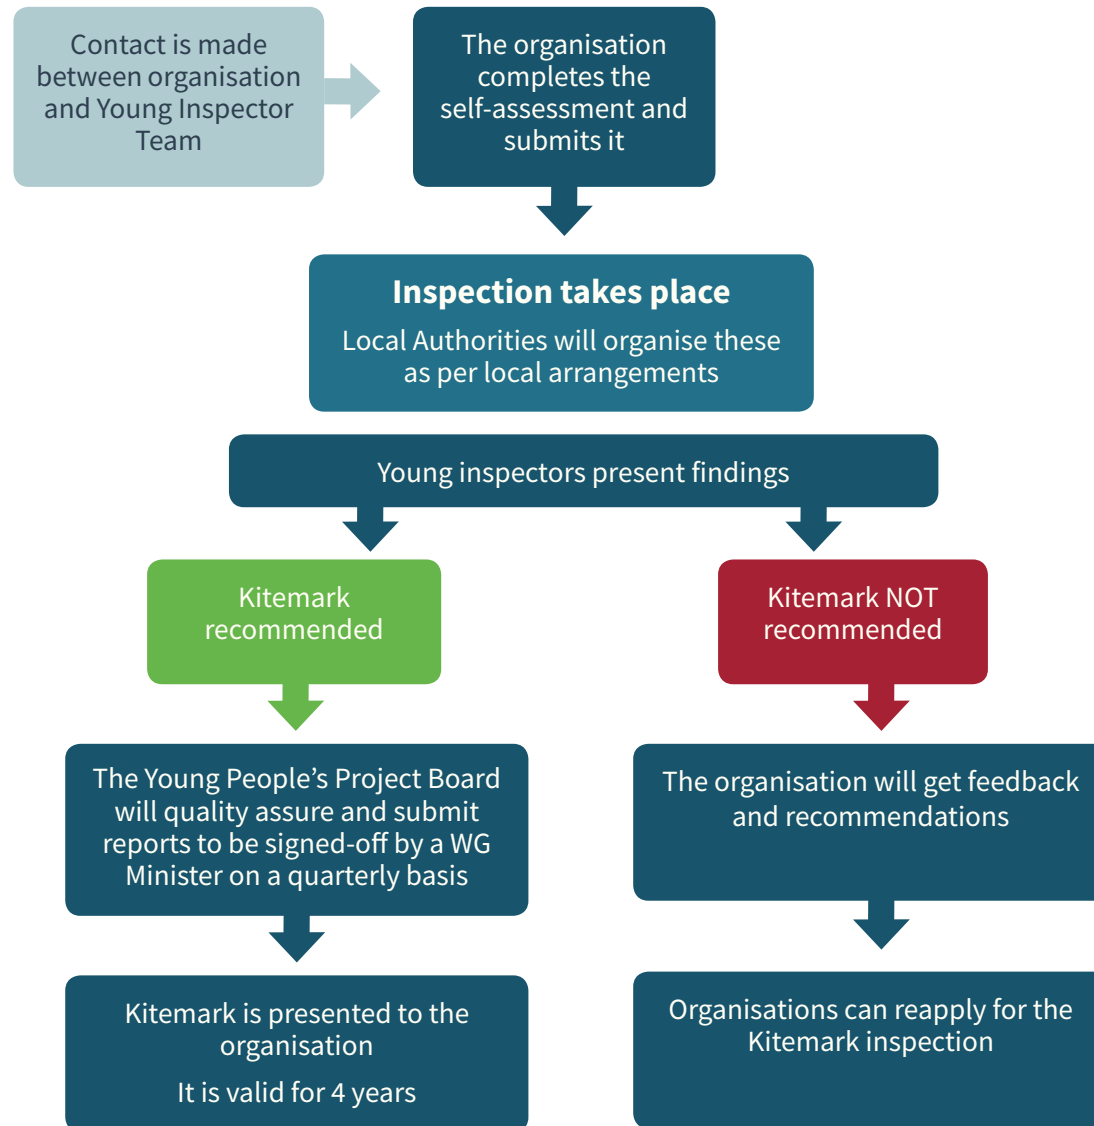 Contact is made
between organisation
and Young Inspector
Team
The organisation
completes the
self-assessment and
submits it
Inspection takes place
Local Authorities will organise these
as per local arrangements
Young inspectors present findings
Kitemark
recommended
Kitemark NOT
recommended
The Young People’s Project Board
will quality assure and submit
reports to be signed-off by a WG
Minister on a quarterly basis
The organisation will get feedback
and recommendations
Kitemark is presented to the
organisation
It is valid for 4 years
Organisations can reapply for the
Kitemark inspection